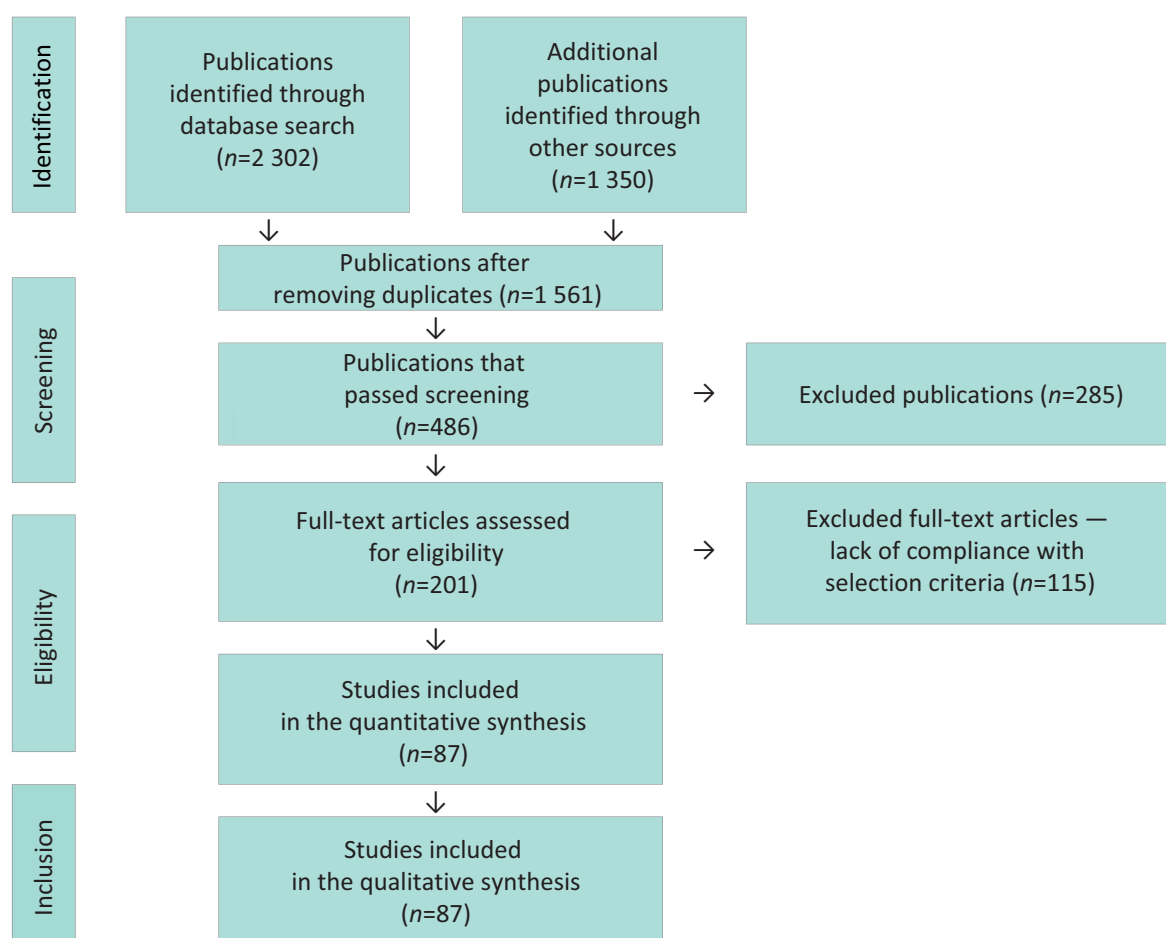 Identification
Publications
identified through
database search
(n=2 302)
Additional
publications
identified through
other sources
(n=1 350)
Publications after
removing duplicates (n=1 561)
Screening
Publications that
passed screening
(n=486)
Excluded publications (n=285)
Eligibility
Full-text articles assessed
for eligibility
(n=201)
Excluded full-text articles —
lack of compliance with
selection criteria (n=115)
Studies included
in the quantitative synthesis
(n=87)
Inclusion
Studies included
in the qualitative synthesis
(n=87)